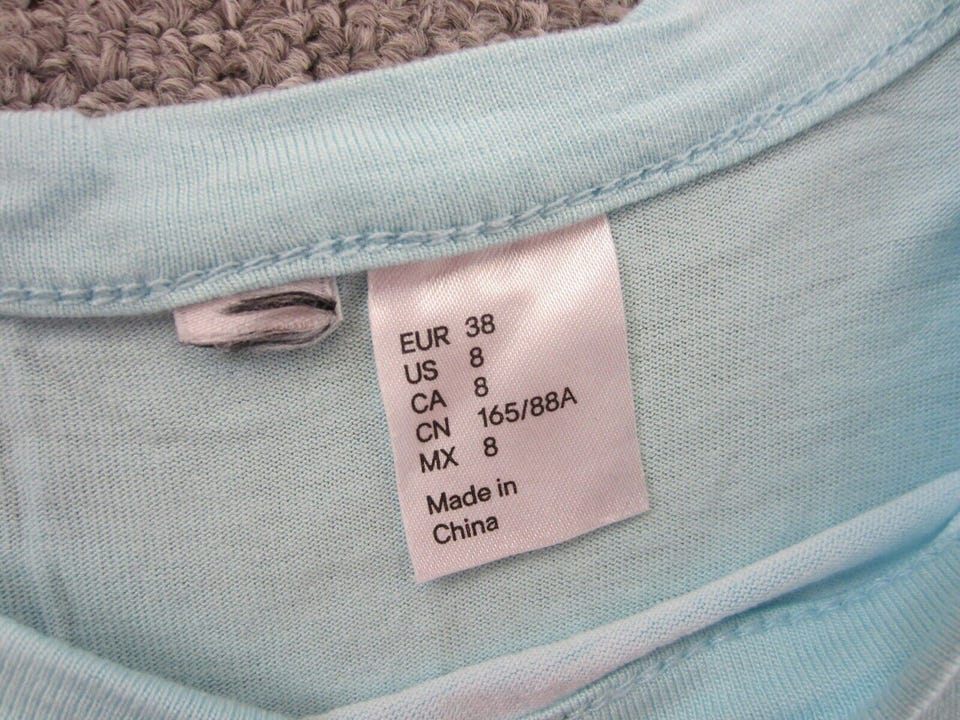 EUR 38
US 8
CA 8
CN 165/88A
MX 8
Made in
China